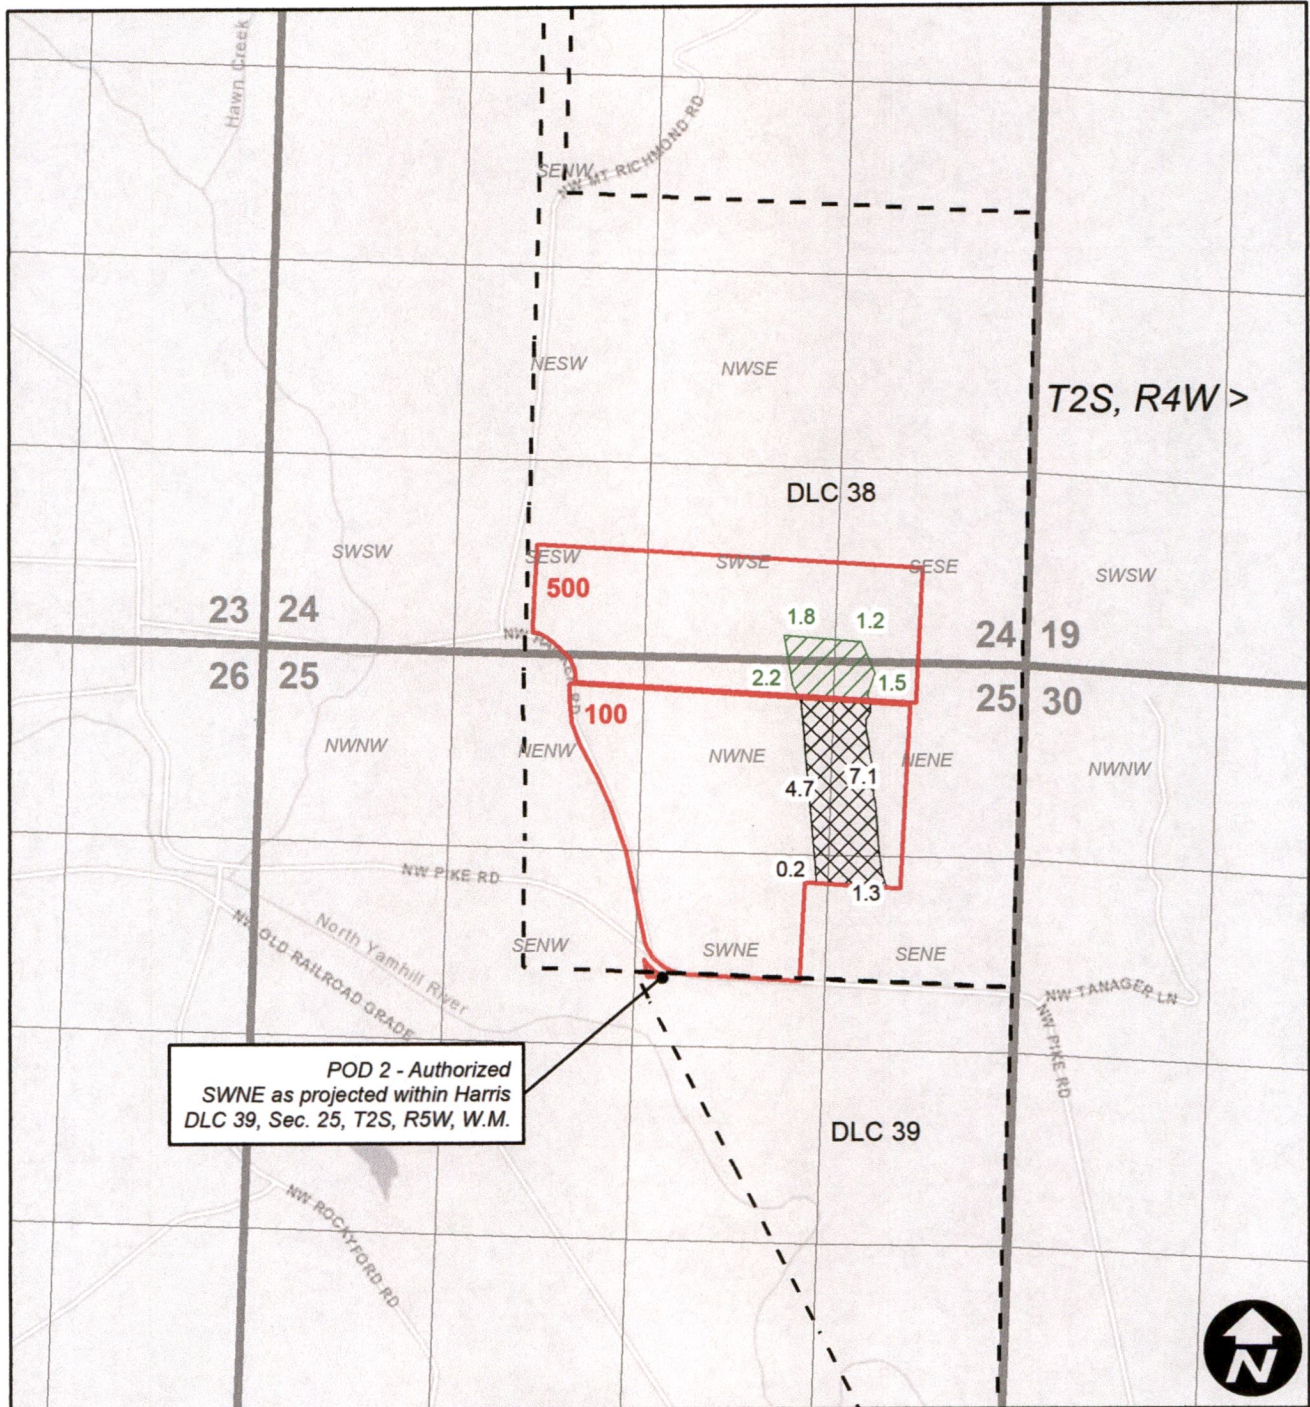 Hawn Creek
SENW
NW MT RICHMOND RD
NESW
NWSE
T2S, R4W >
DLC 38
SWSW
SESW
SWSE
SESE
SWSW
500
23
24
1.8
1.2
24
19
26
25
2.2
1.5
25
30
100
NWNW
NENW
NWNE
NENE
NWNW
4.7
7.1
0.2
1.3
NW PIKE RD
North Yamhill River
NW OLD RAILROAD GRADE
SENW
SWNE
SENE
NW TANAGER LN
NW PIKE RD
POD 2 - Authorized
SWNE as projected within Harris
DLC 39, Sec. 25, T2S, R5W, W.M.
DLC 39
NW ROCKYFORD RD
N